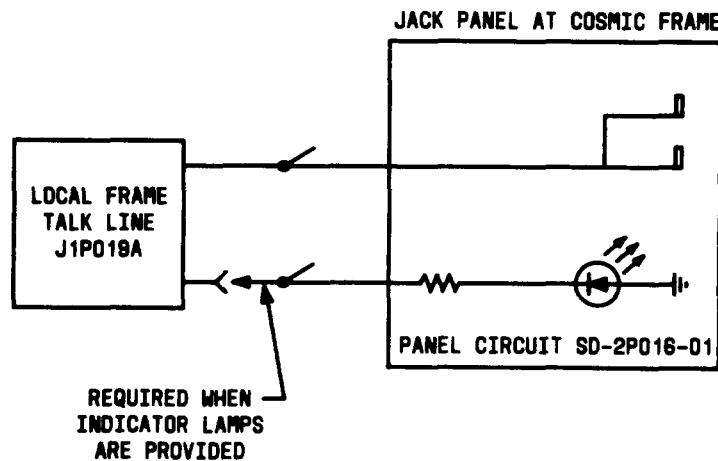 JACK PANEL AT COSMIC FRAME
LOCAL FRAME
TALK LINE
J1P019A
PANEL CIRCUIT SD-2P016-01
REQUIRED WHEN
INDICATOR LAMPS
ARE PROVIDED